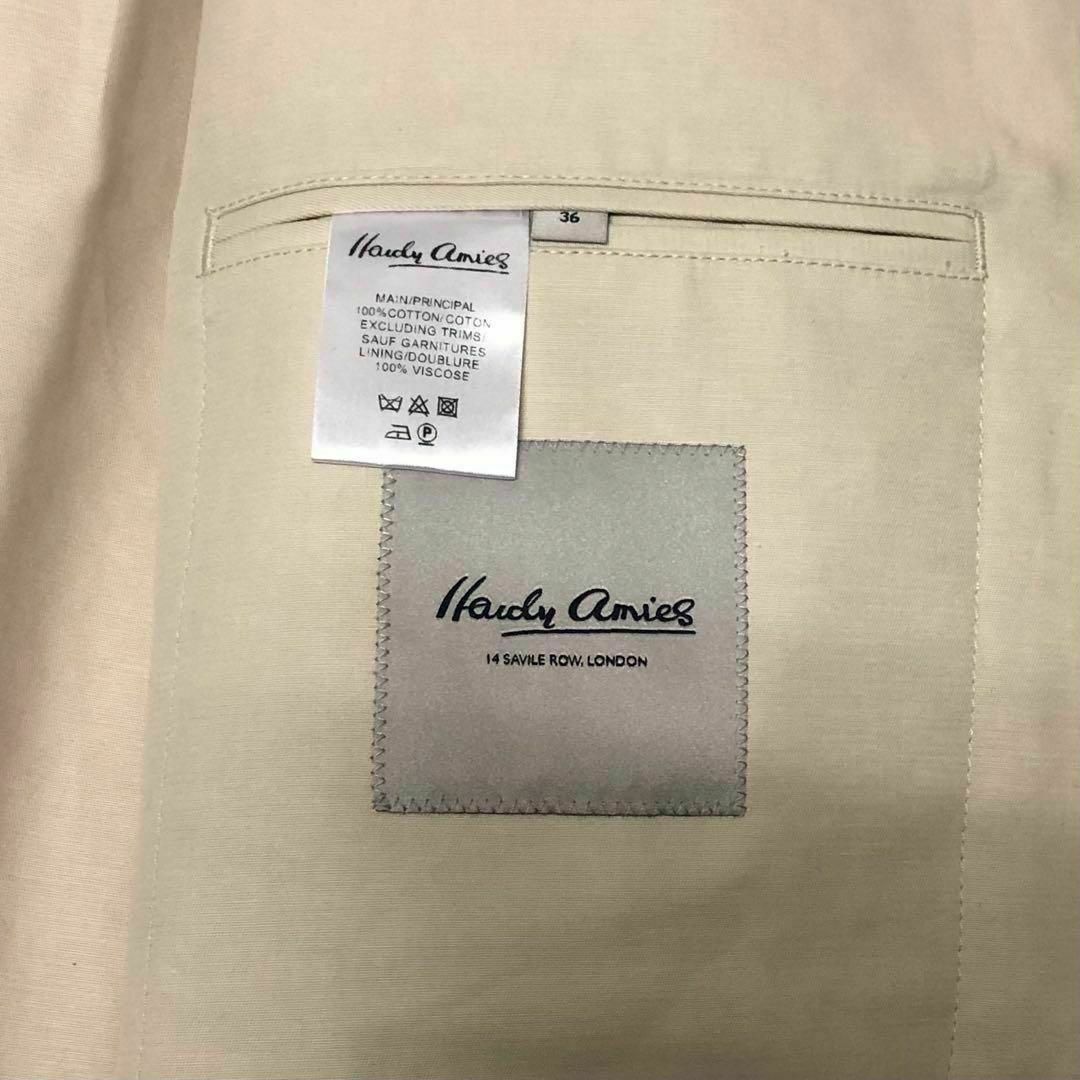 36
Hardy Amies
MAIN/PRINCIPAL
100%COTTON/COTON
EXCLUDING TRIMS/
SAUF GARNITURES
LINING/DOUBLURE
100% VISCOSE
P
Hardy Amies
14 SAVILE ROW, LONDON